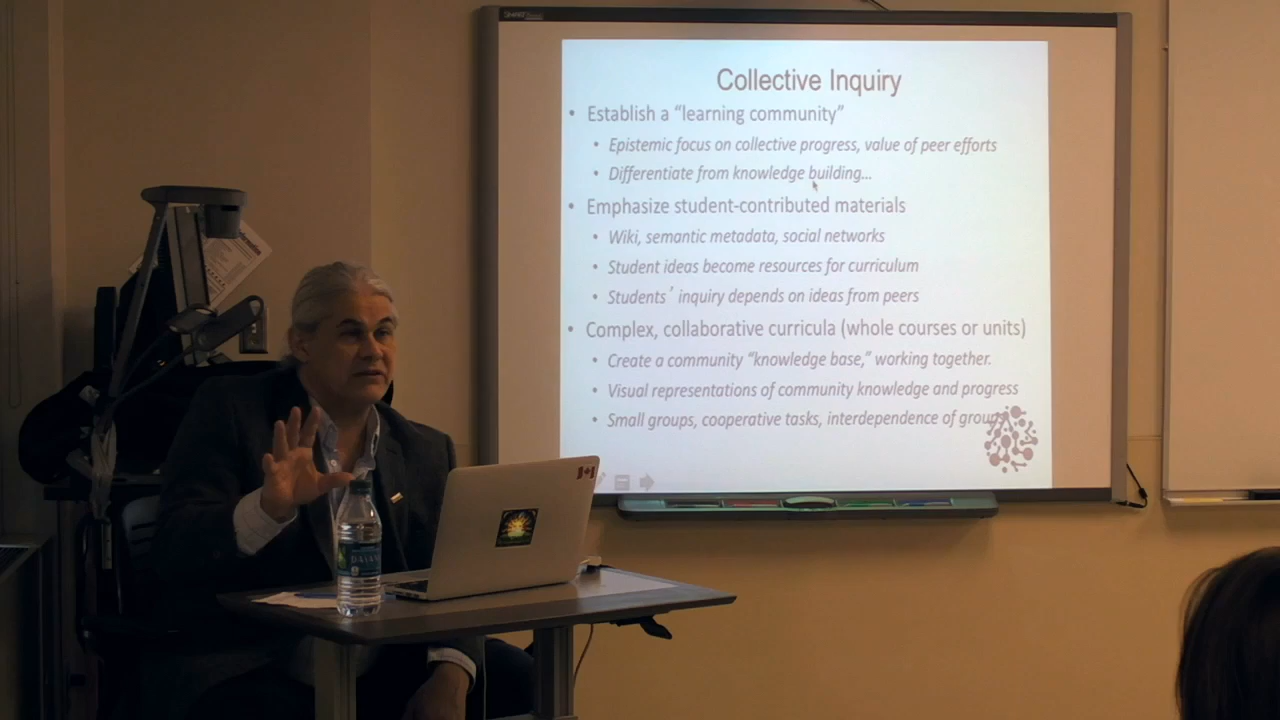 SMART
Collective Inquiry
• Establish a “learning community”
• Epistemic focus on collective progress, value of peer efforts
• Differentiate from knowledge building...
• Emphasize student-contributed materials
• Wiki, semantic metadata, social networks
• Student ideas become resources for curriculum
• Students’ inquiry depends on ideas from peers
• Complex, collaborative curricula (whole courses or units)
• Create a community “knowledge base,” working together.
• Visual representations of community knowledge and progress
• Small groups, cooperative tasks, interdependence of groups
DASANI